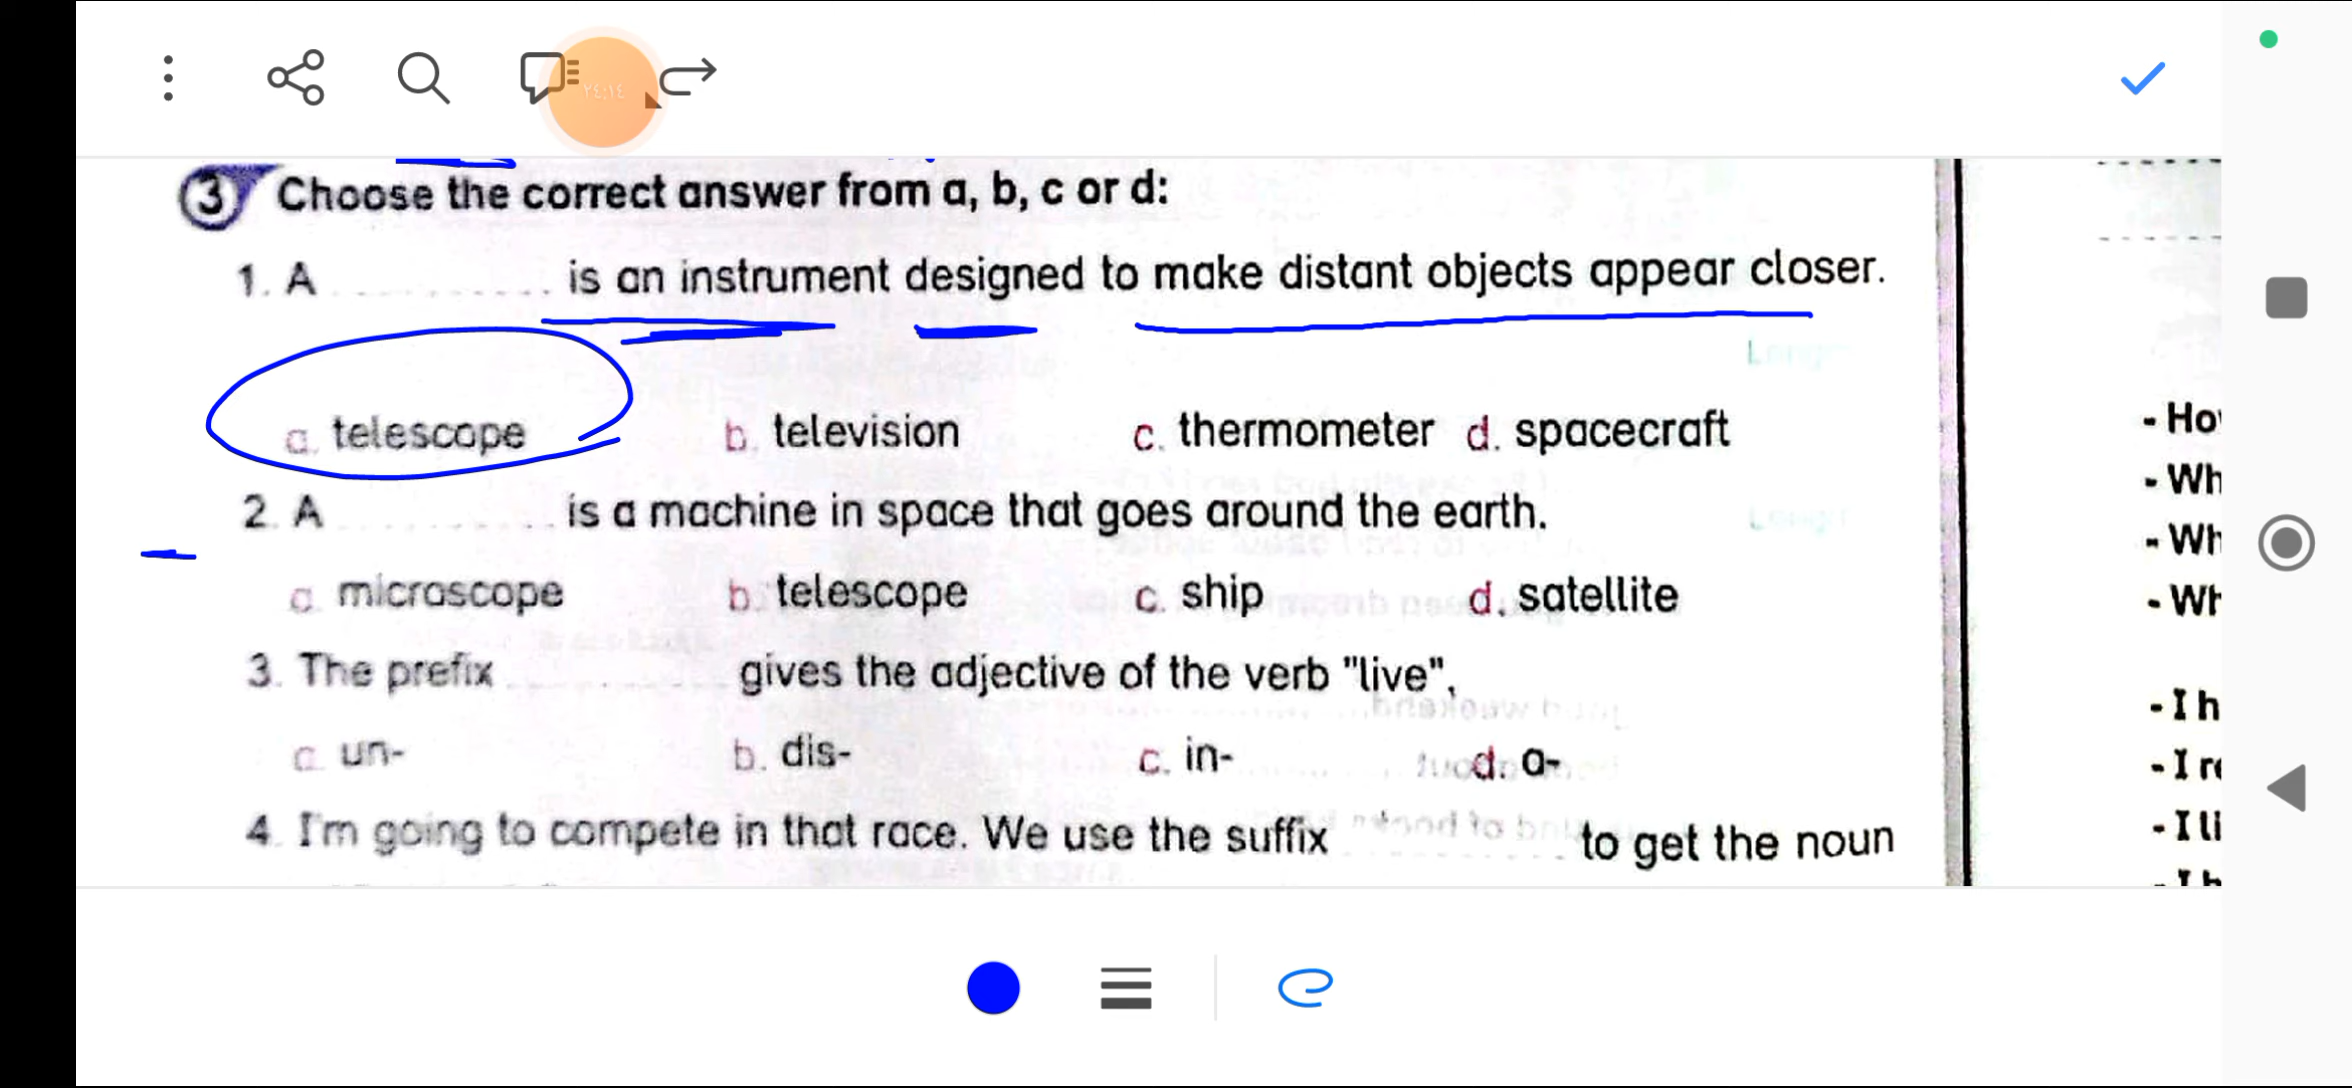 ٢٤:١٤
3 Choose the correct answer from a, b, c or d:
1. A .......... is an instrument designed to make distant objects appear closer.
a. telescope b. television c. thermometer d. spacecraft
2. A .......... is a machine in space that goes around the earth.
a. microscope b. telescope c. ship d. satellite
3. The prefix .......... gives the adjective of the verb "live".
a. un- b. dis- c. in- d. a-
4. I'm going to compete in that race. We use the suffix .......... to get the noun
- Wh
- Wh
- I h
- I li